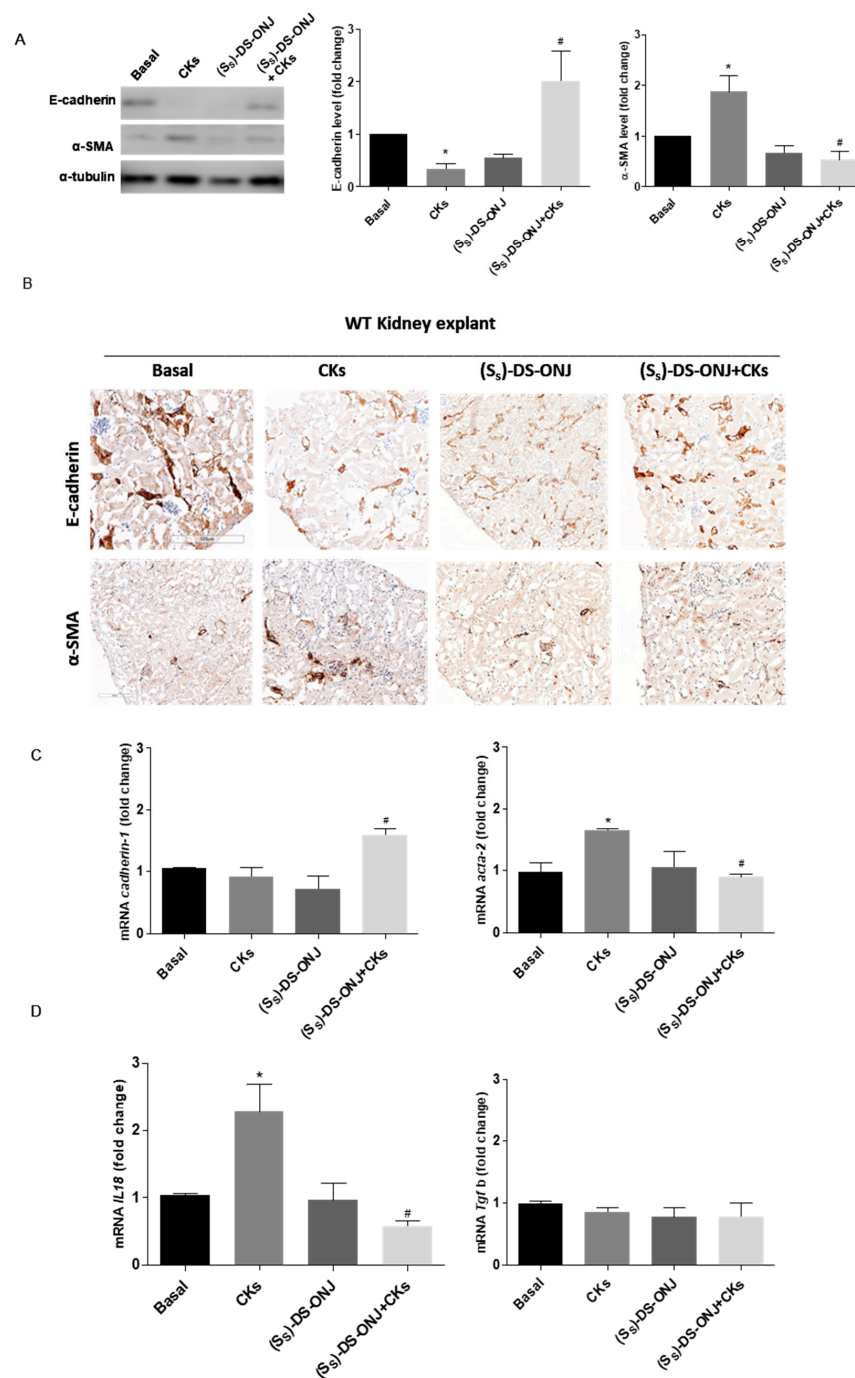 A
Basal
CKs
(Ss)-DS-ONJ
(Ss)-DS-ONJ
+ CKs
E-cadherin
α-SMA
α-tubulin
E-cadherin level (fold change)
3
2
1
0
*
#
Basal
CKs
(Ss)-DS-ONJ
(Ss)-DS-ONJ+CKs
α-SMA level (fold change)
3
2
1
0
*
#
Basal
CKs
(Ss)-DS-ONJ
(Ss)-DS-ONJ+CKs
B
WT Kidney explant
Basal
CKs
(Ss)-DS-ONJ
(Ss)-DS-ONJ+CKs
E-cadherin
α-SMA
C
mRNA cadherin-1 (fold change)
3
2
1
0
#
Basal
CKs
(Ss)-DS-ONJ
(Ss)-DS-ONJ+CKs
mRNA acta-2 (fold change)
3
2
1
0
*
#
Basal
CKs
(Ss)-DS-ONJ
(Ss)-DS-ONJ+CKs
D
mRNA IL18 (fold change)
3
2
1
0
*
#
Basal
CKs
(Ss)-DS-ONJ
(Ss)-DS-ONJ+CKs
mRNA Tgf b (fold change)
3
2
1
0
Basal
CKs
(Ss)-DS-ONJ
(Ss)-DS-ONJ+CKs